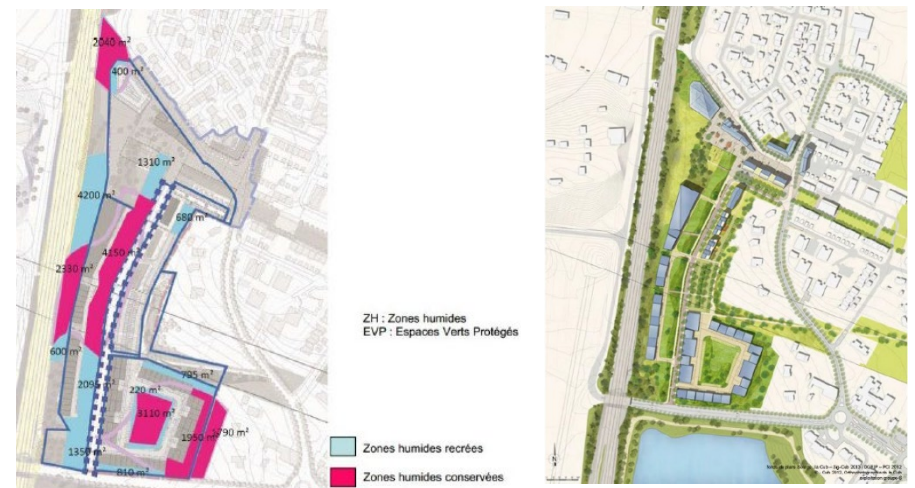 2040 m²
400 m²
1310 m²
4200 m²
680 m²
4150 m²
2330 m²
600 m²
795 m²
2095 m²
220 m²
3110 m²
1950 m²
1350 m²
810 m²
ZH : Zones humides
EVP : Espaces Verts Protégés
Zones humides recrées
Zones humides conservées